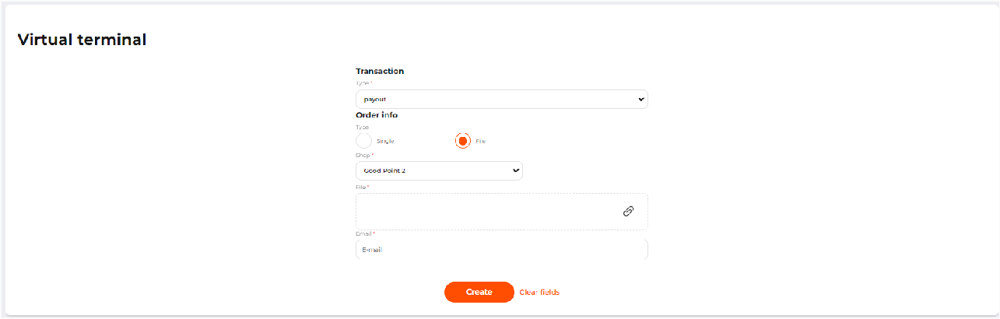 Virtual terminal
Transaction
Type *
payout
Order info
Type
Single File
Shop *
Good Point 2
File *
Email *
E-mail
Create Clear fields